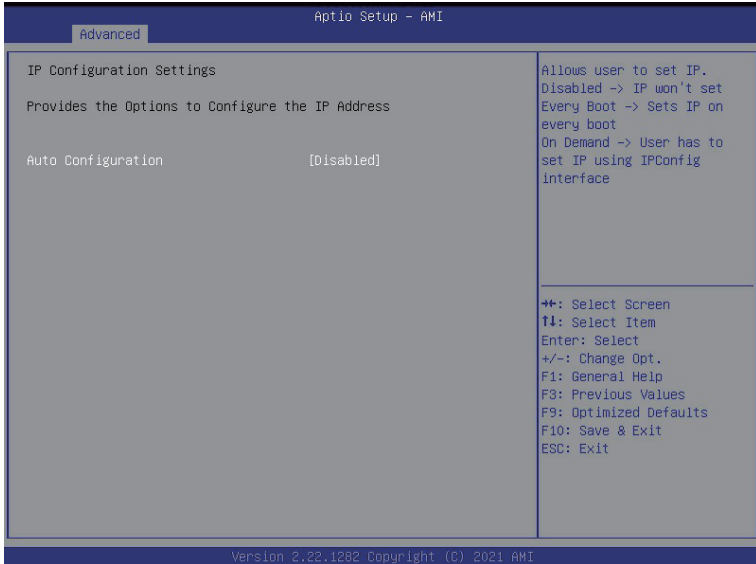 Aptio Setup – AMI
Advanced
IP Configuration Settings
Provides the Options to Configure the IP Address
Auto Configuration [Disabled]
Allows user to set IP.
Disabled -> IP won't set
Every Boot -> Sets IP on
every boot
On Demand -> User has to
set IP using IPConfig
interface
→←: Select Screen
↑↓: Select Item
Enter: Select
+/-: Change Opt.
F1: General Help
F3: Previous Values
F9: Optimized Defaults
F10: Save & Exit
ESC: Exit
Version 2.22.1282 Copyright (C) 2021 AMI